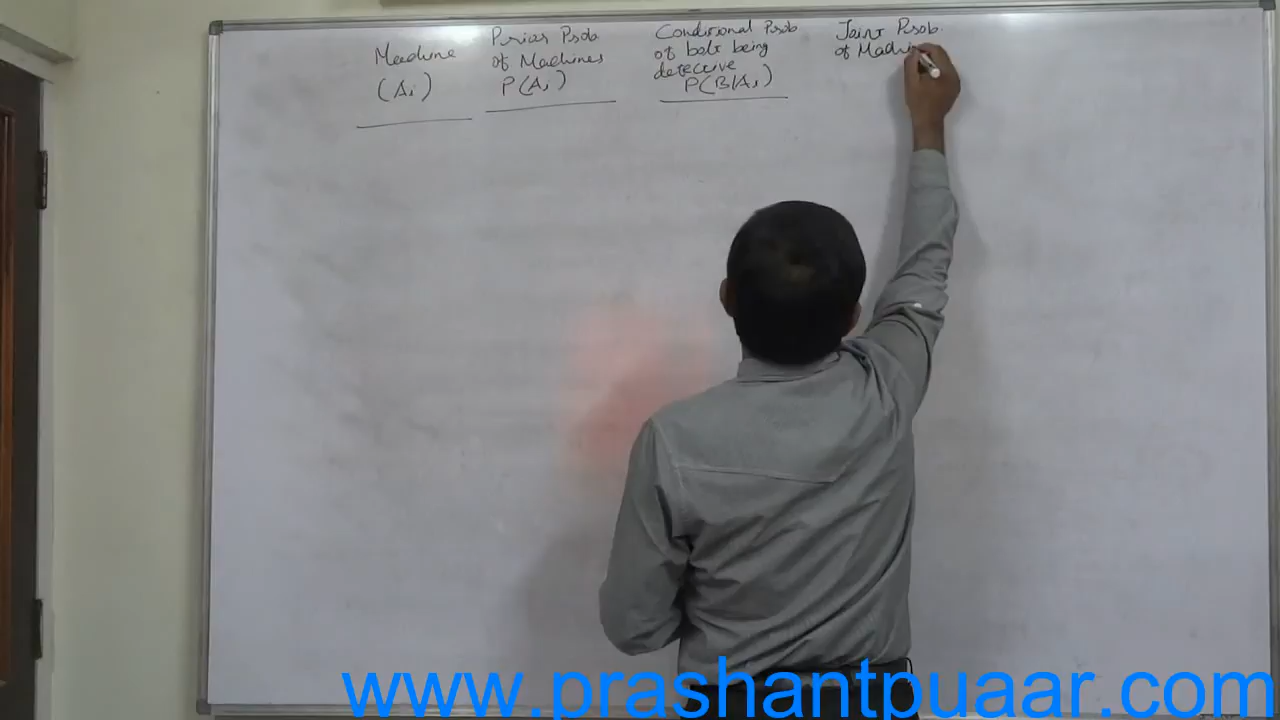 Machine
(Ai)
Prior Prob
of Machines
P(Ai)
Conditional Prob
of bolt being
defective
P(B/Ai)
Joint Prob.
of Machi
www.prashantpuaar.com